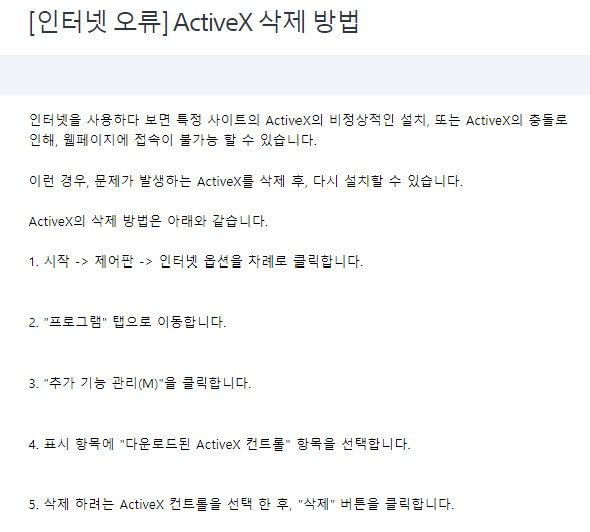 [인터넷 오류] ActiveX 삭제 방법
인터넷을 사용하다 보면 특정 사이트의 ActiveX의 비정상적인 설치, 또는 ActiveX의 충돌로
인해, 웹페이지에 접속이 불가능 할 수 있습니다.
이런 경우, 문제가 발생하는 ActiveX를 삭제 후, 다시 설치할 수 있습니다.
ActiveX의 삭제 방법은 아래와 같습니다.
1. 시작 -> 제어판 -> 인터넷 옵션을 차례로 클릭합니다.
2. "프로그램" 탭으로 이동합니다.
3. "추가 기능 관리(M)"을 클릭합니다.
4. 표시 항목에 "다운로드된 ActiveX 컨트롤" 항목을 선택합니다.
5. 삭제 하려는 ActiveX 컨트롤을 선택 한 후, "삭제" 버튼을 클릭합니다.